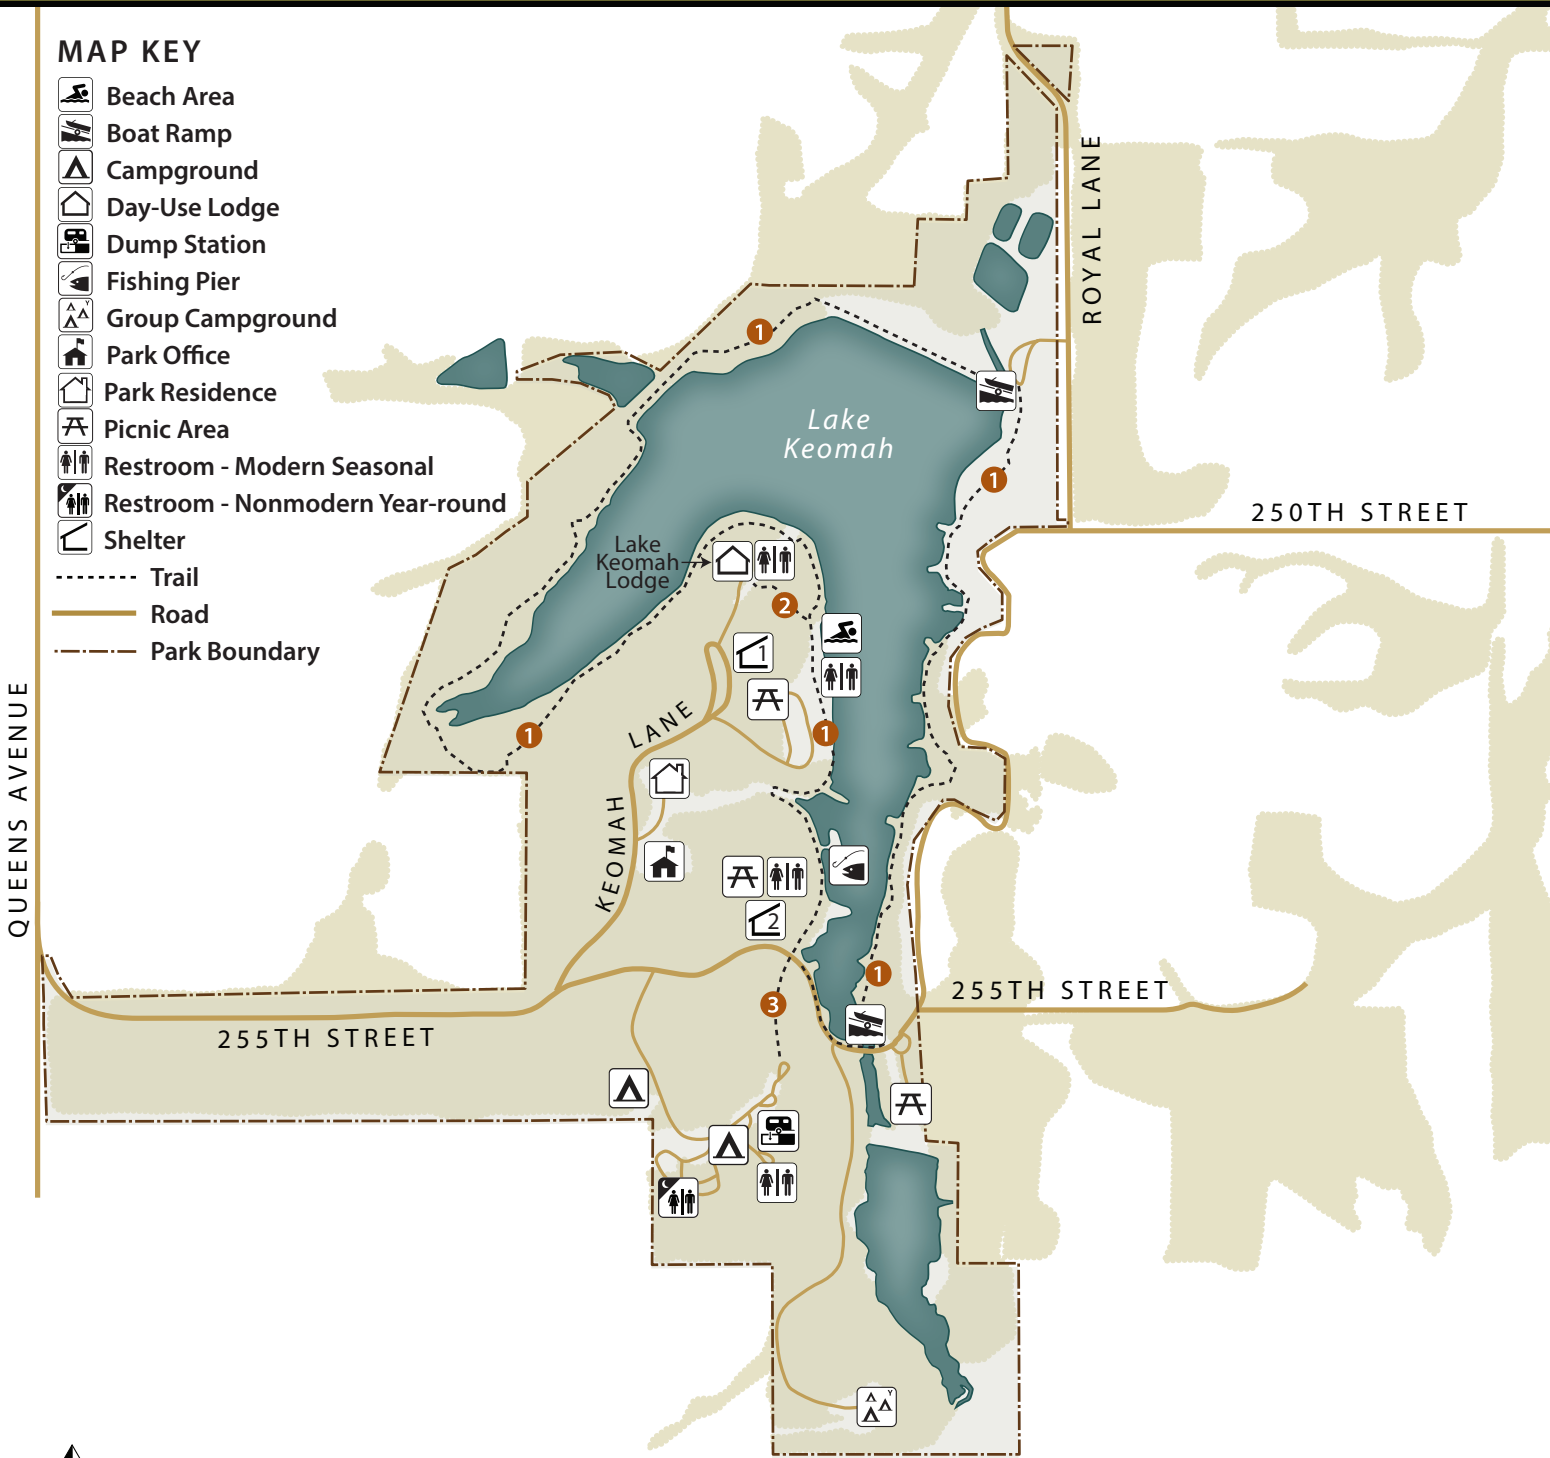 MAP KEY
Beach Area
Boat Ramp
Campground
Day-Use Lodge
Dump Station
Fishing Pier
Group Campground
Park Office
Park Residence
Picnic Area
Restroom - Modern Seasonal
Restroom - Nonmodern Year-round
Shelter
Trail
Road
Park Boundary
QUEENS AVENUE
ROYAL LANE
250TH STREET
255TH STREET
255TH STREET
KEOMAH LANE
Lake
Keomah
Lake
Keomah
Lodge
1
1
2
1
1
1
3
1
1
2
Y
Y